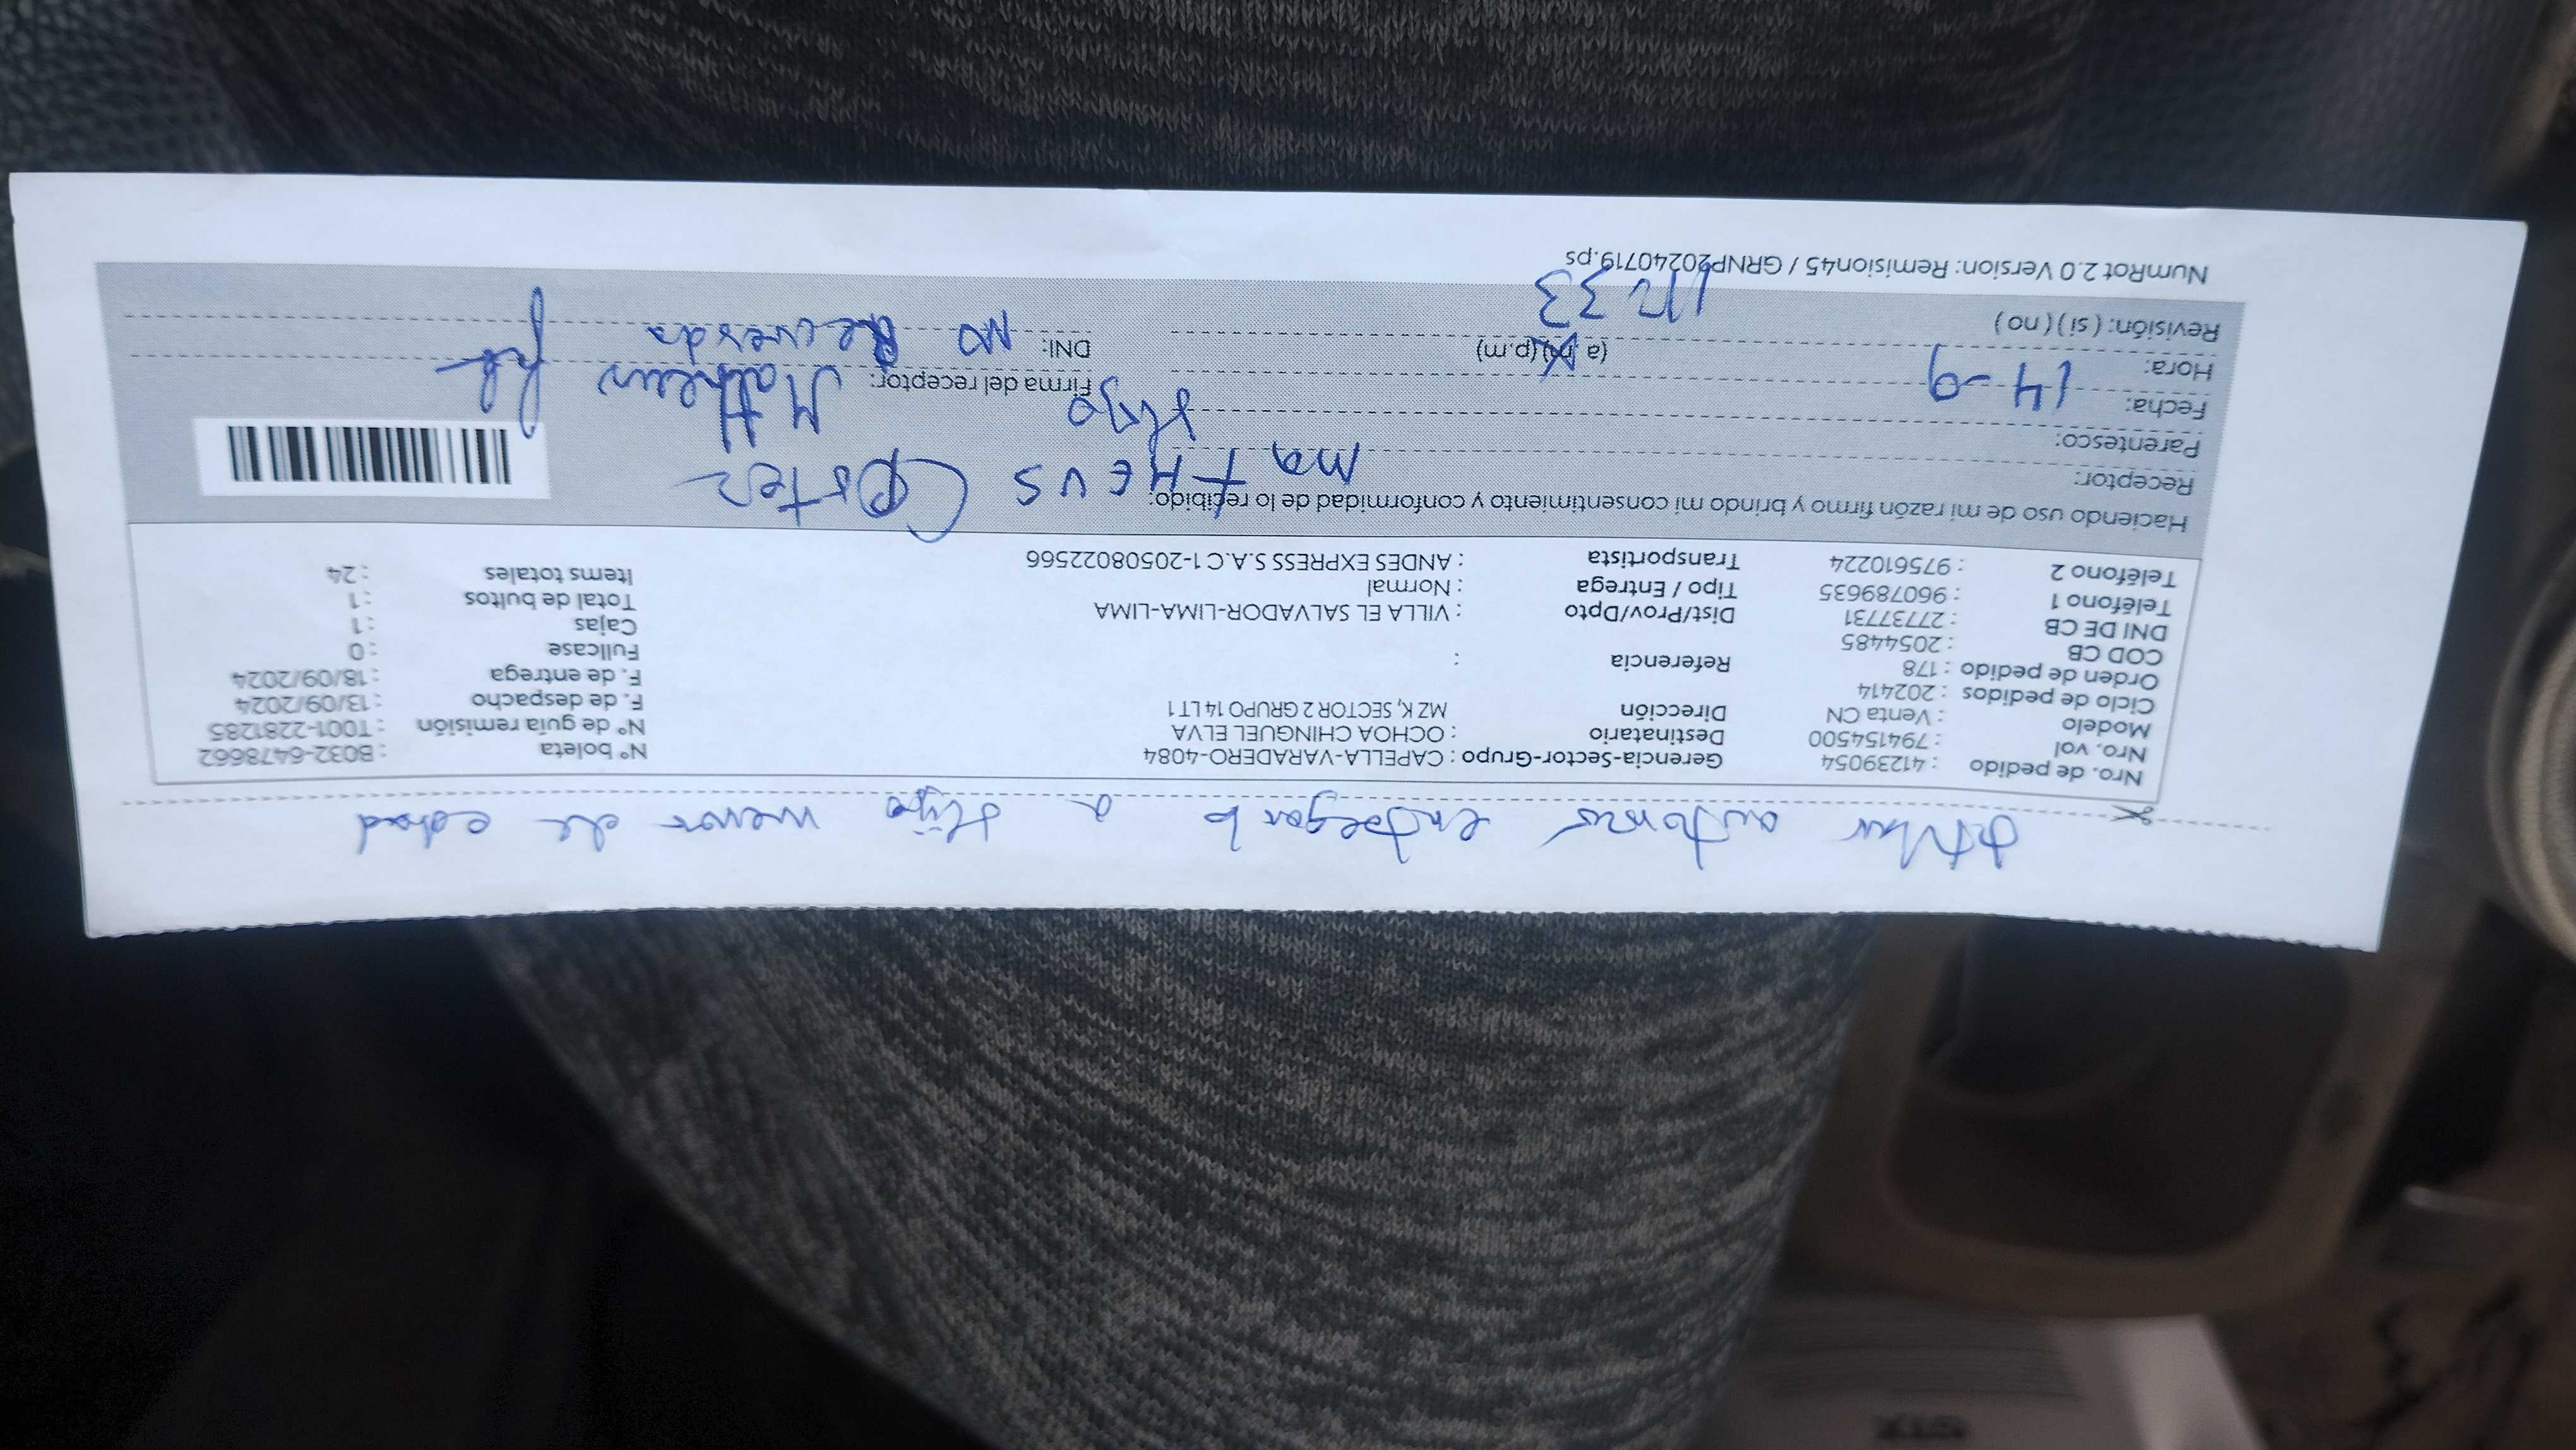 autorizo entregarlo a Hijo menor de edad
Nro. de pedido : 41239054 Gerencia-Sector-Grupo : CAPELLA-VARADERO-4084 N° boleta : B032-6478662
Nro. vol : 794154500 Destinatario : OCHOA CHINGUEL ELVA N° de guía remisión : T001-2281285
Modelo : Venta CN Dirección MZ K, SECTOR 2 GRUPO 14 LT 1 F. de despacho : 13/09/2024
Ciclo de pedidos : 202414 F. de entrega : 18/09/2024
Orden de pedido : 178 Referencia : Fullcase : 0
COD CB : 2054485 Cajas : 1
DNI DE CB : 27737731 Dist/Prov/Dpto : VILLA EL SALVADOR-LIMA-LIMA Total de bultos : 1
Teléfono 1 : 960789635 Tipo / Entrega : Normal Items totales : 24
Teléfono 2 : 975610224 Transportista : ANDES EXPRESS S.A.C 1-20508022566
Haciendo uso de mi razón firmo y brindo mi consentimiento y conformidad de lo recibido:
Receptor: MatHEUS
Parentesco: Hijo
Fecha: 14-9 Firma del receptor: Matheus
Hora: (a.m) (p.m) DNI: NO Recuerda
Revisión: ( si ) ( no ) 33
NumRot 2.0 Version: Remision45 / GRNP20240719.ps